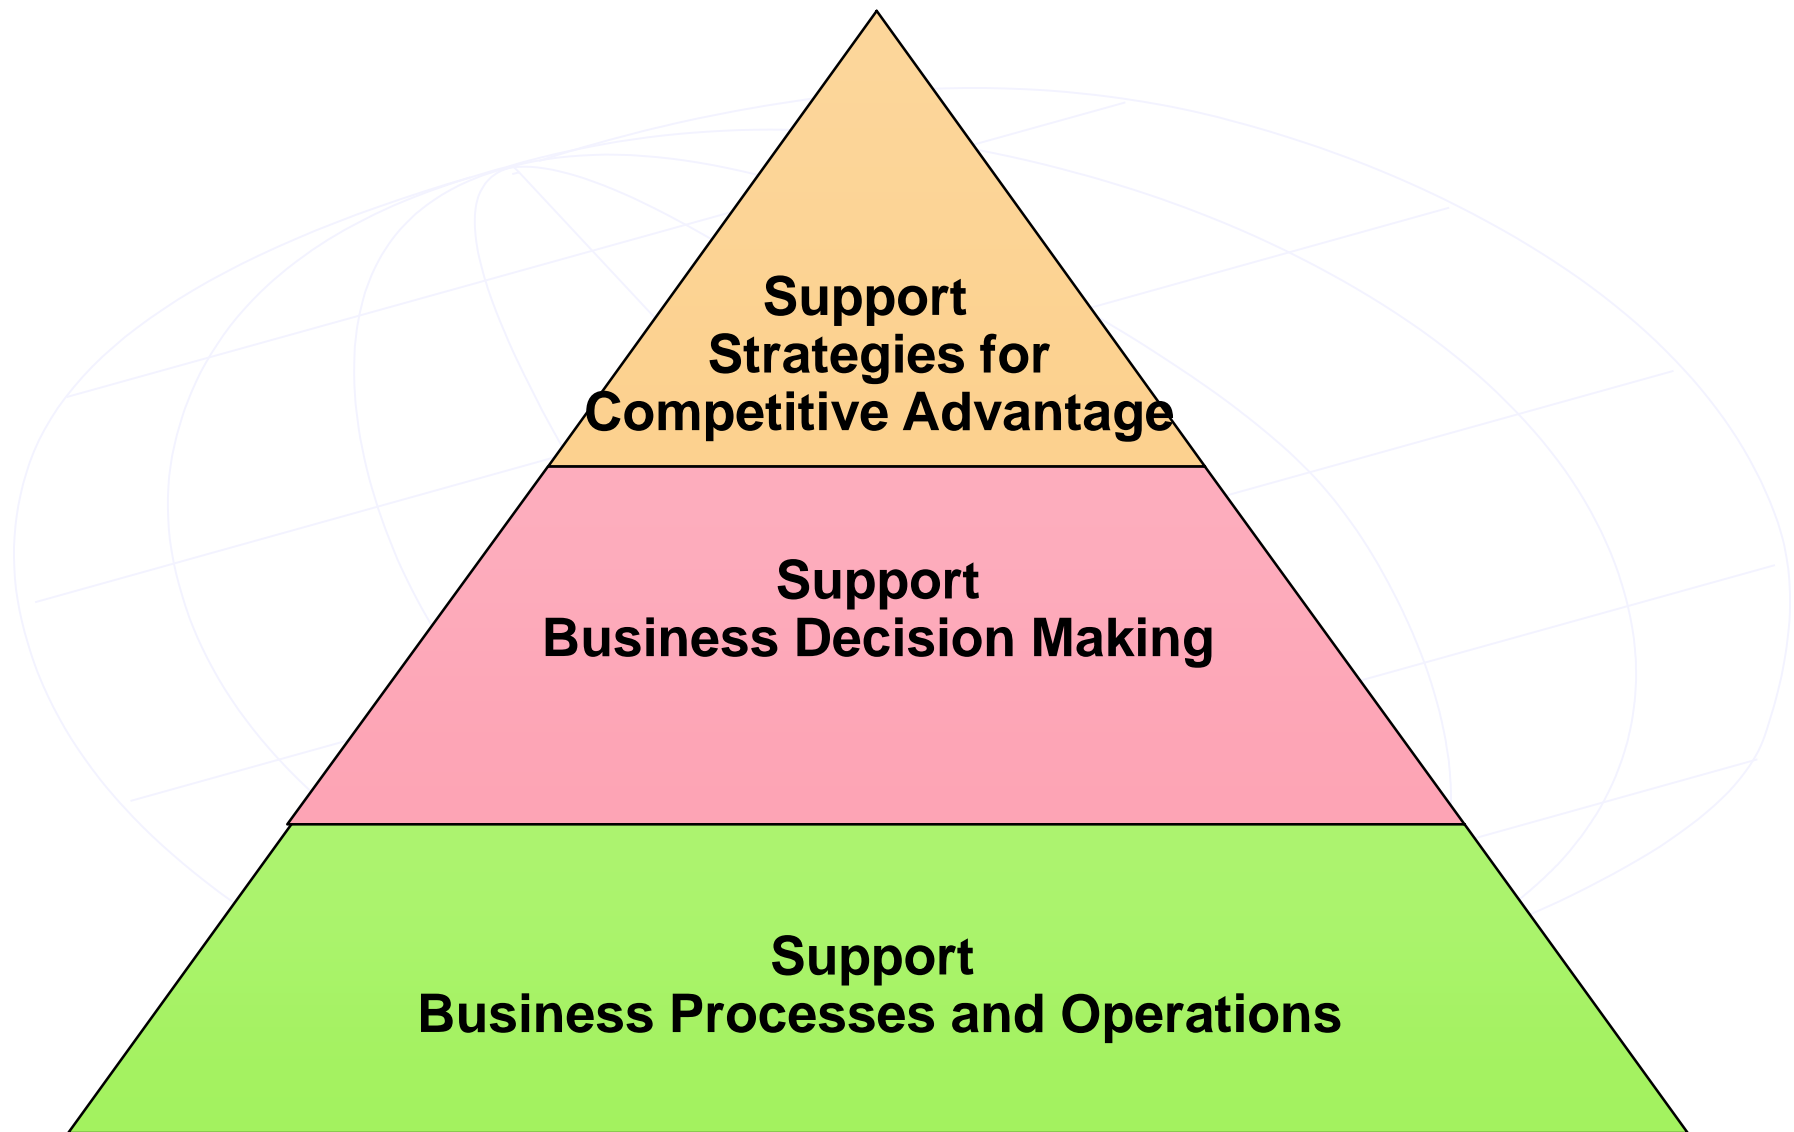 Support
Strategies for
Competitive Advantage
Support
Business Decision Making
Support
Business Processes and Operations